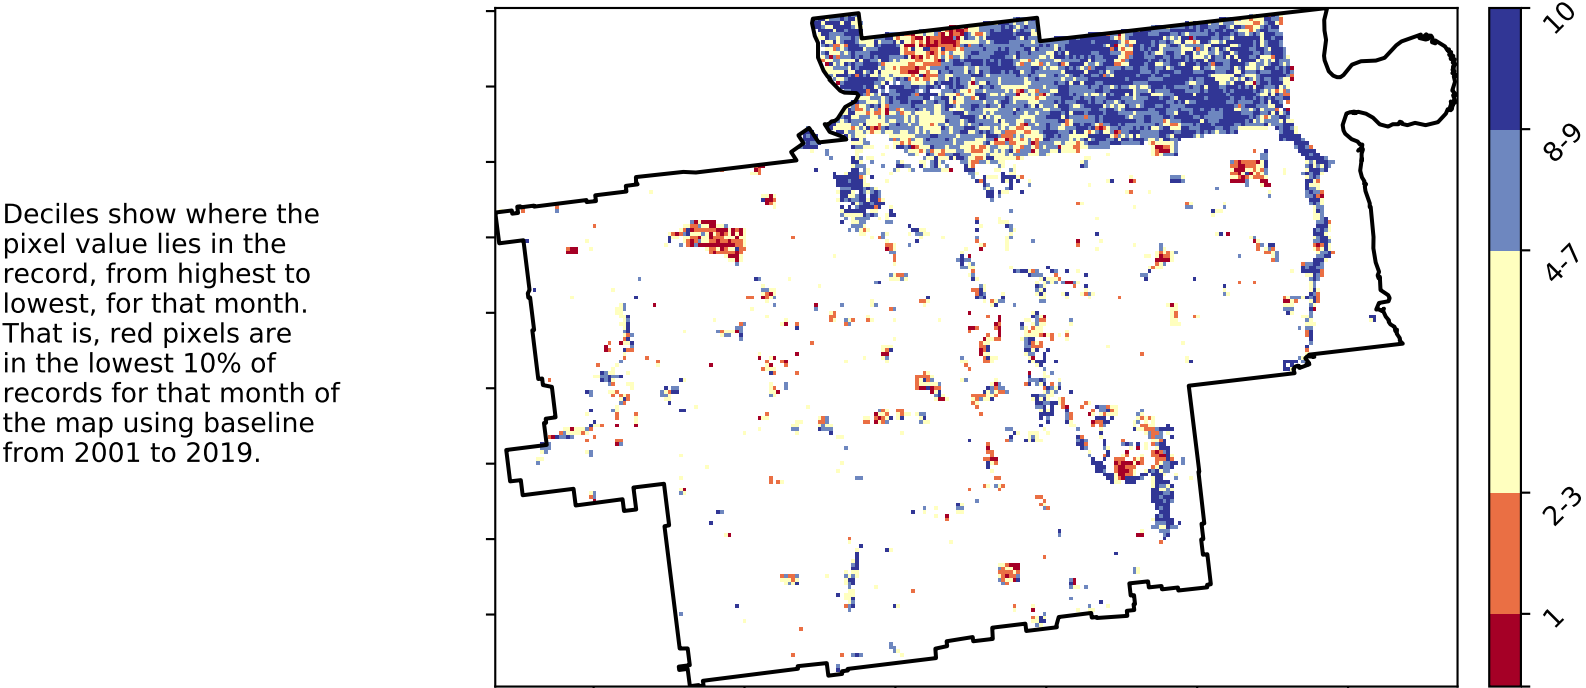 Deciles show where the
pixel value lies in the
record, from highest to
lowest, for that month.
That is, red pixels are
in the lowest 10% of
records for that month of
the map using baseline
from 2001 to 2019.
10
8-9
4-7
2-3
1